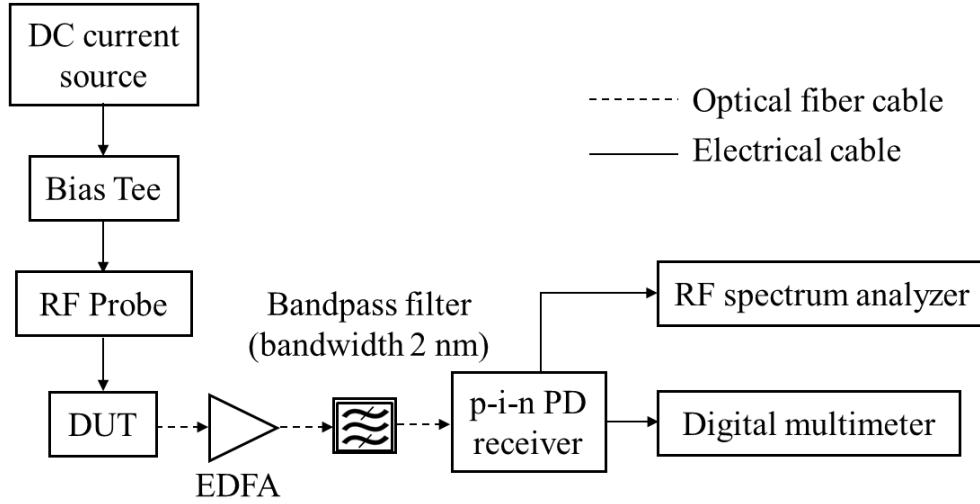 DC current
source
Optical fiber cable
Electrical cable
Bias Tee
RF Probe
Bandpass filter
(bandwidth 2 nm)
RF spectrum analyzer
DUT
EDFA
p-i-n PD
receiver
Digital multimeter